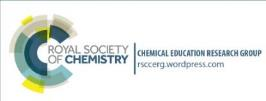 ROYAL SOCIETY
OF CHEMISTRY
CHEMICAL EDUCATION RESEARCH GROUP
rsccerg.wordpress.com